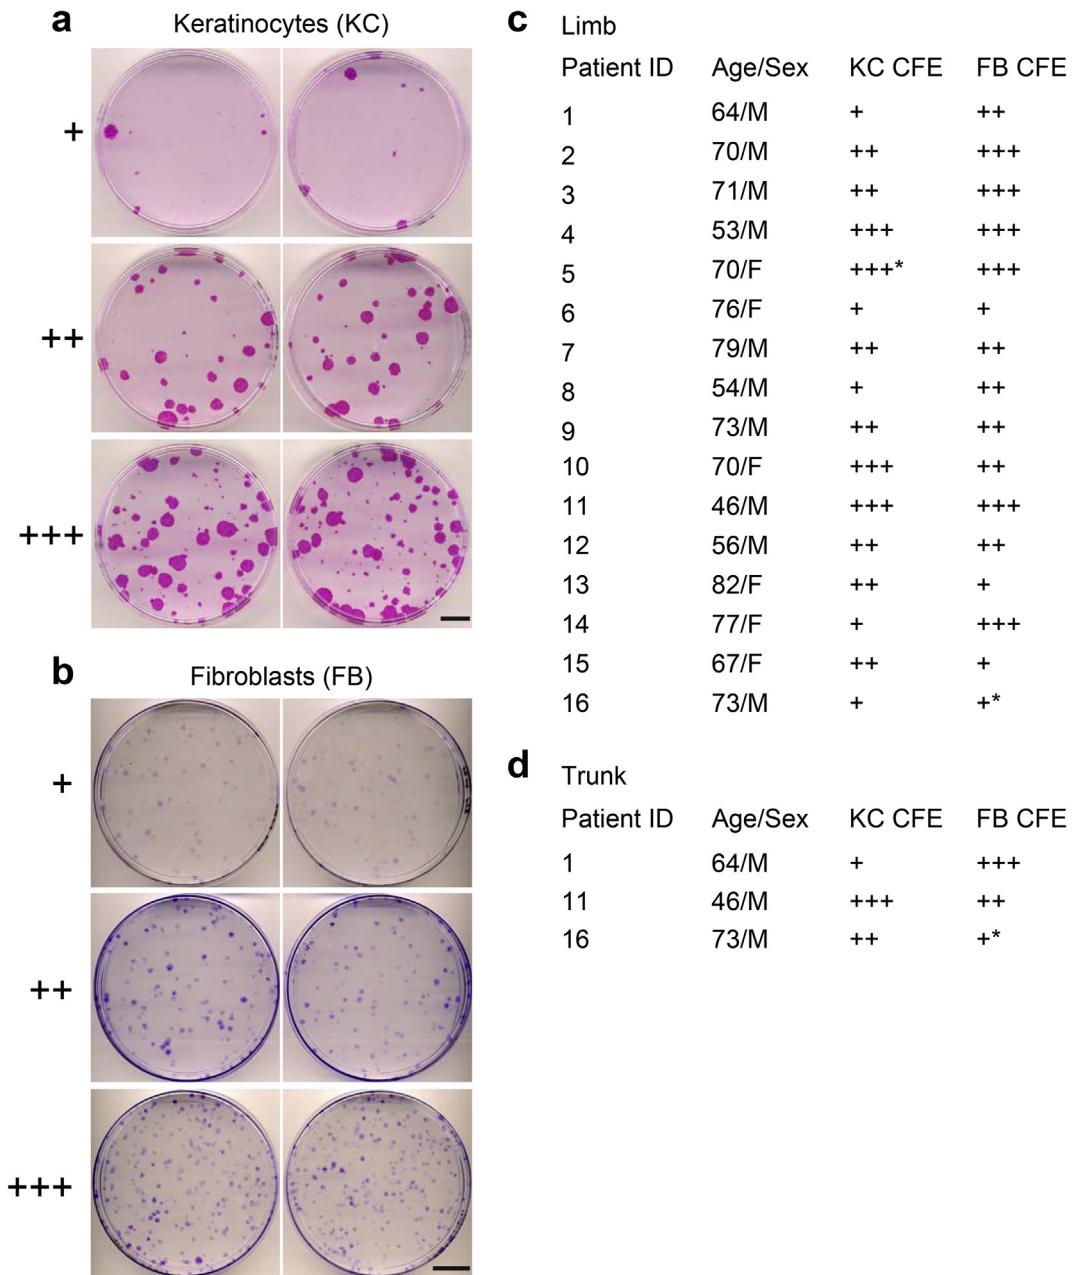 a Keratinocytes (KC)
+
++
+++
b Fibroblasts (FB)
+
++
+++
c Limb
Patient ID Age/Sex KC CFE FB CFE
1 64/M + ++
2 70/M ++ +++
3 71/M ++ +++
4 53/M +++ +++
5 70/F +++* +++
6 76/F + +
7 79/M ++ ++
8 54/M + ++
9 73/M ++ ++
10 70/F +++ ++
11 46/M +++ +++
12 56/M ++ ++
13 82/F ++ +
14 77/F + +++
15 67/F ++ +
16 73/M + +*
d Trunk
Patient ID Age/Sex KC CFE FB CFE
1 64/M + +++
11 46/M +++ ++
16 73/M ++ +*